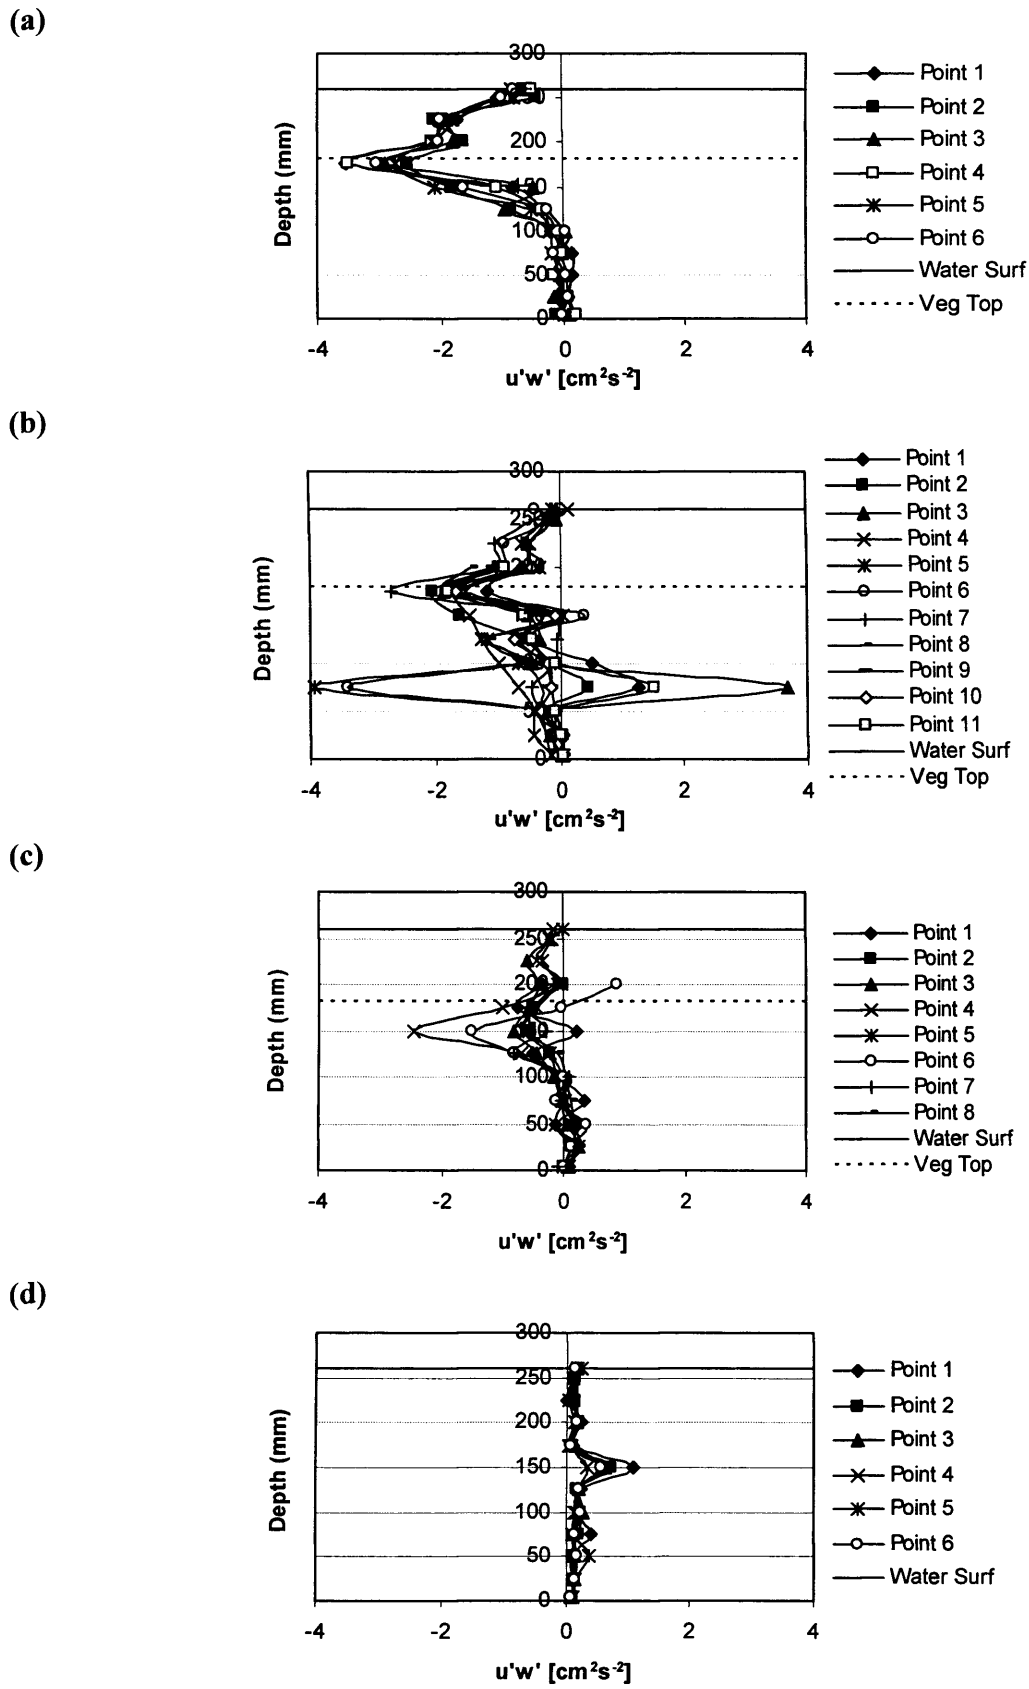 (a)
300
50
200
150
100
50
0
Depth (mm)
-4 -2 0 2 4
u'w' [cm²s⁻²]
Point 1
Point 2
Point 3
Point 4
Point 5
Point 6
Water Surf
Veg Top
(b)
300
250
200
5
0
Depth (mm)
-4 -2 0 2 4
u'w' [cm²s⁻²]
Point 1
Point 2
Point 3
Point 4
Point 5
Point 6
Point 7
Point 8
Point 9
Point 10
Point 11
Water Surf
Veg Top
(c)
300
250
200
100
50
0
Depth (mm)
-4 -2 0 2 4
u'w' [cm²s⁻²]
Point 1
Point 2
Point 3
Point 4
Point 5
Point 6
Point 7
Point 8
Water Surf
Veg Top
(d)
300
250
200
150
100
50
0
Depth (mm)
-4 -2 0 2 4
u'w' [cm²s⁻²]
Point 1
Point 2
Point 3
Point 4
Point 5
Point 6
Water Surf